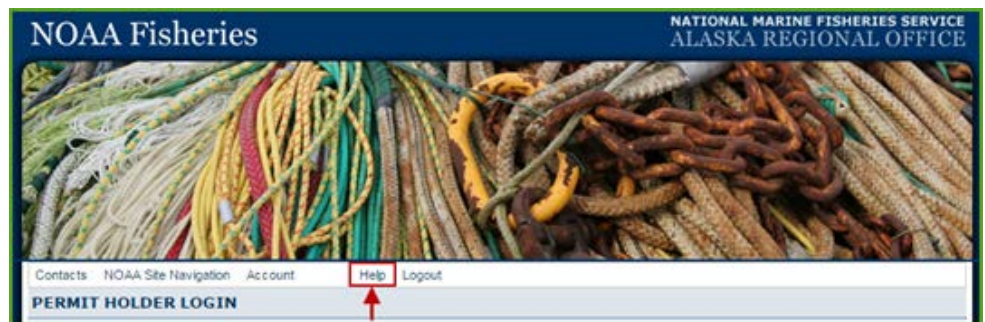 NOAA Fisheries
NATIONAL MARINE FISHERIES SERVICE
ALASKA REGIONAL OFFICE
Contacts NOAA Site Navigation Account Help Logout
PERMIT HOLDER LOGIN